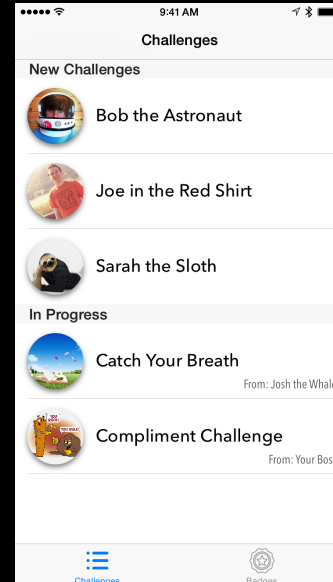 9:41 AM
Challenges
New Challenges
Bob the Astronaut
Joe in the Red Shirt
Sarah the Sloth
In Progress
Catch Your Breath
From: Josh the Whale
Compliment Challenge
From: Your Bos
Challenges
Badges